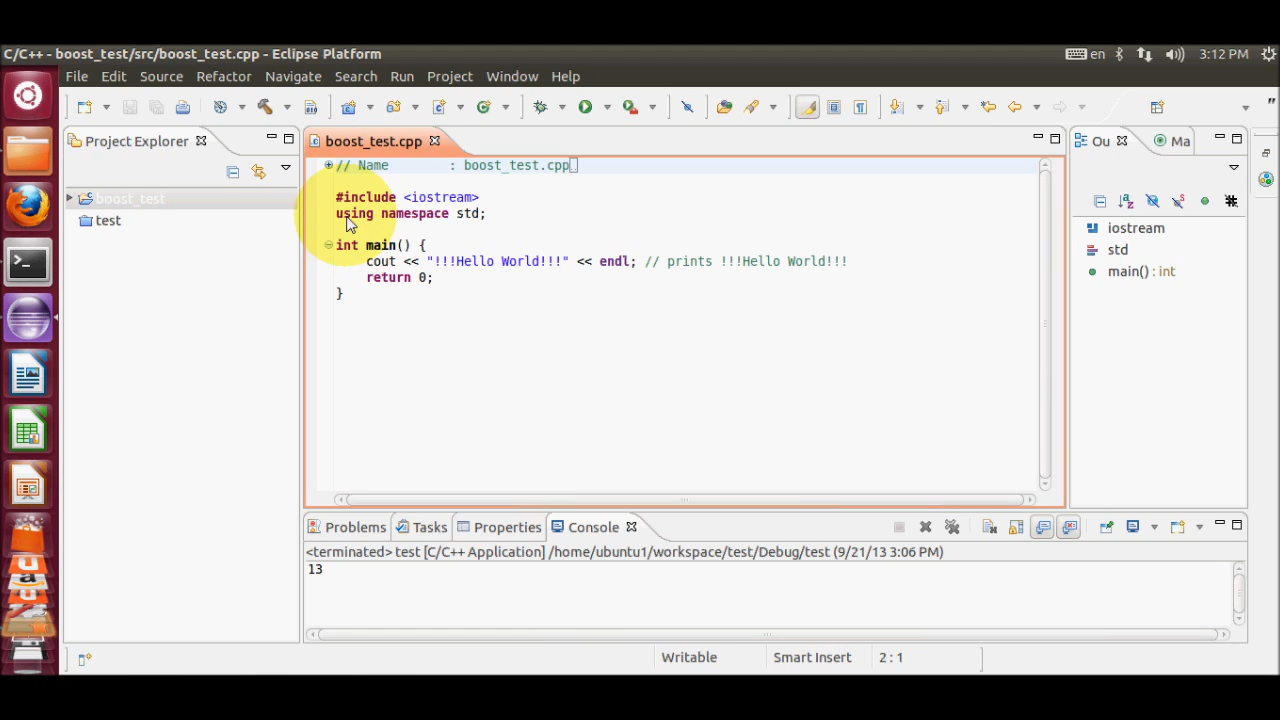 C/C++ - boost_test/src/boost_test.cpp - Eclipse Platform
en
3:12 PM
File Edit Source Refactor Navigate Search Run Project Window Help
Project Explorer
boost_test.cpp
Ou
Ma
boost_test
test
// Name : boost_test.cpp
#include <iostream>
using namespace std;
int main() {
cout << "!!!Hello World!!!" << endl; // prints !!!Hello World!!!
return 0;
}
iostream
std
main() : int
Problems Tasks Properties Console
<terminated> test [C/C++ Application] /home/ubuntu1/workspace/test/Debug/test (9/21/13 3:06 PM)
13
Writable Smart Insert 2 : 1